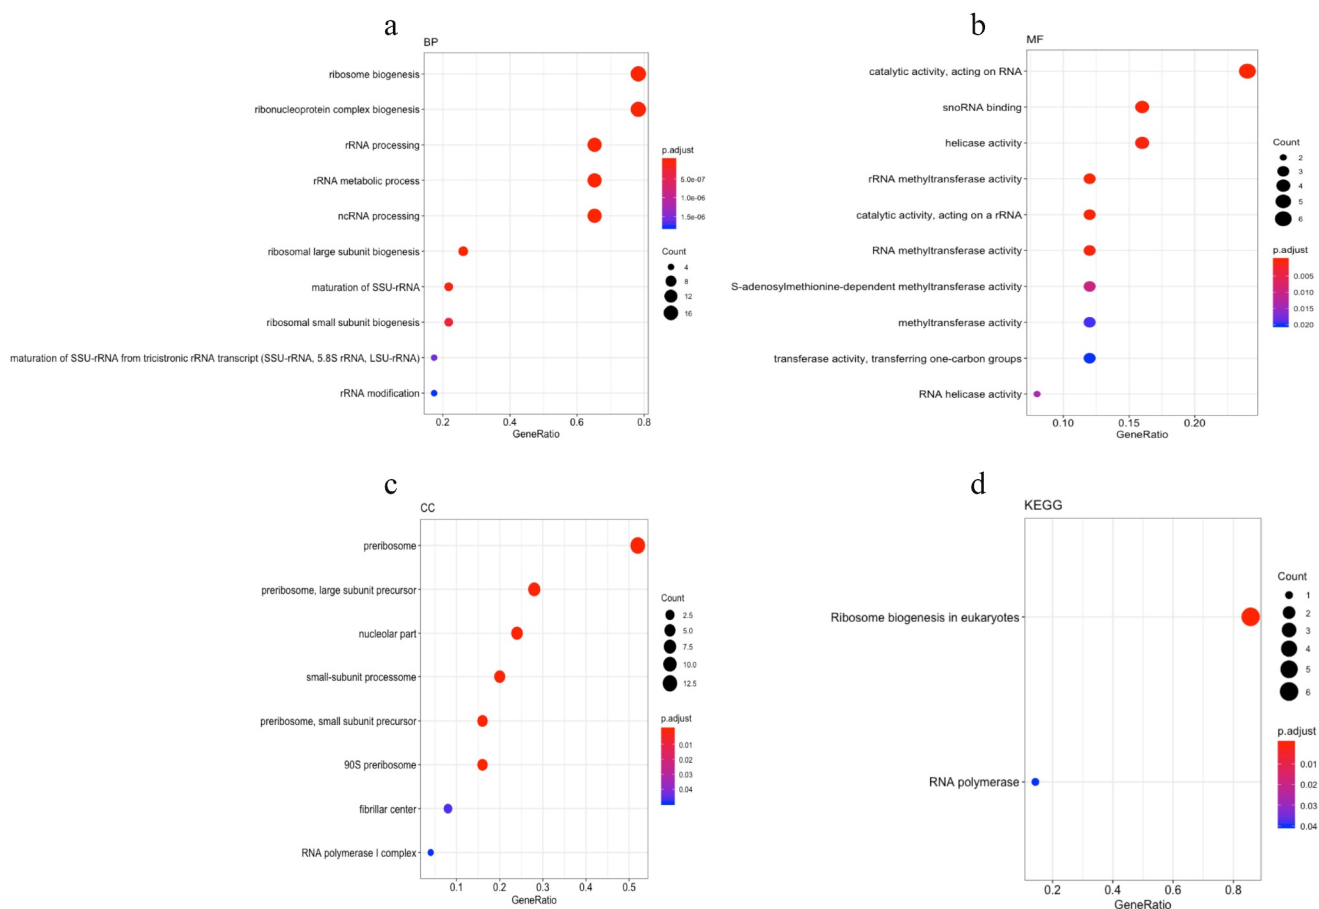 a
BP
ribosome biogenesis
ribonucleoprotein complex biogenesis
rRNA processing
rRNA metabolic process
ncRNA processing
ribosomal large subunit biogenesis
maturation of SSU-rRNA
ribosomal small subunit biogenesis
maturation of SSU-rRNA from tricistronic rRNA transcript (SSU-rRNA, 5.8S rRNA, LSU-rRNA)
rRNA modification
0.2 0.4 0.6 0.8
GeneRatio
p.adjust
5.0e-07
1.0e-06
1.5e-06
Count
4
8
12
16
b
MF
catalytic activity, acting on RNA
snoRNA binding
helicase activity
rRNA methyltransferase activity
catalytic activity, acting on a rRNA
RNA methyltransferase activity
S-adenosylmethionine-dependent methyltransferase activity
methyltransferase activity
transferase activity, transferring one-carbon groups
RNA helicase activity
0.10 0.15 0.20
GeneRatio
Count
2
3
4
5
6
p.adjust
0.005
0.010
0.015
0.020
c
CC
preribosome
preribosome, large subunit precursor
nucleolar part
small-subunit processome
preribosome, small subunit precursor
90S preribosome
fibrillar center
RNA polymerase I complex
0.1 0.2 0.3 0.4 0.5
GeneRatio
Count
2.5
5.0
7.5
10.0
12.5
p.adjust
0.01
0.02
0.03
0.04
d
KEGG
Ribosome biogenesis in eukaryotes
RNA polymerase
0.2 0.4 0.6 0.8
GeneRatio
Count
1
2
3
4
5
6
p.adjust
0.01
0.02
0.03
0.04